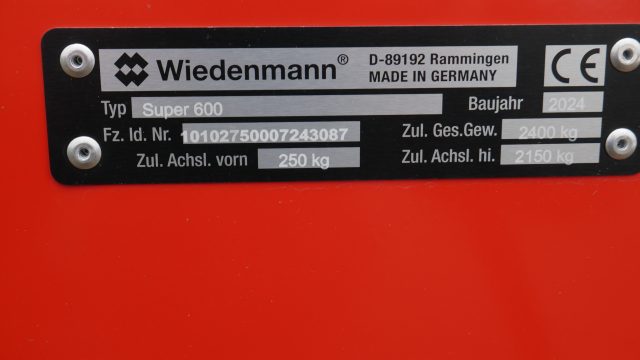 Wiedenmann® D-89192 Rammingen
MADE IN GERMANY
CE
Typ Super 600 Baujahr 2024
Fz. Id. Nr. 10102750007243087 Zul. Ges.Gew. 2400 kg
Zul. Achsl. vorn 250 kg Zul. Achsl. hi. 2150 kg